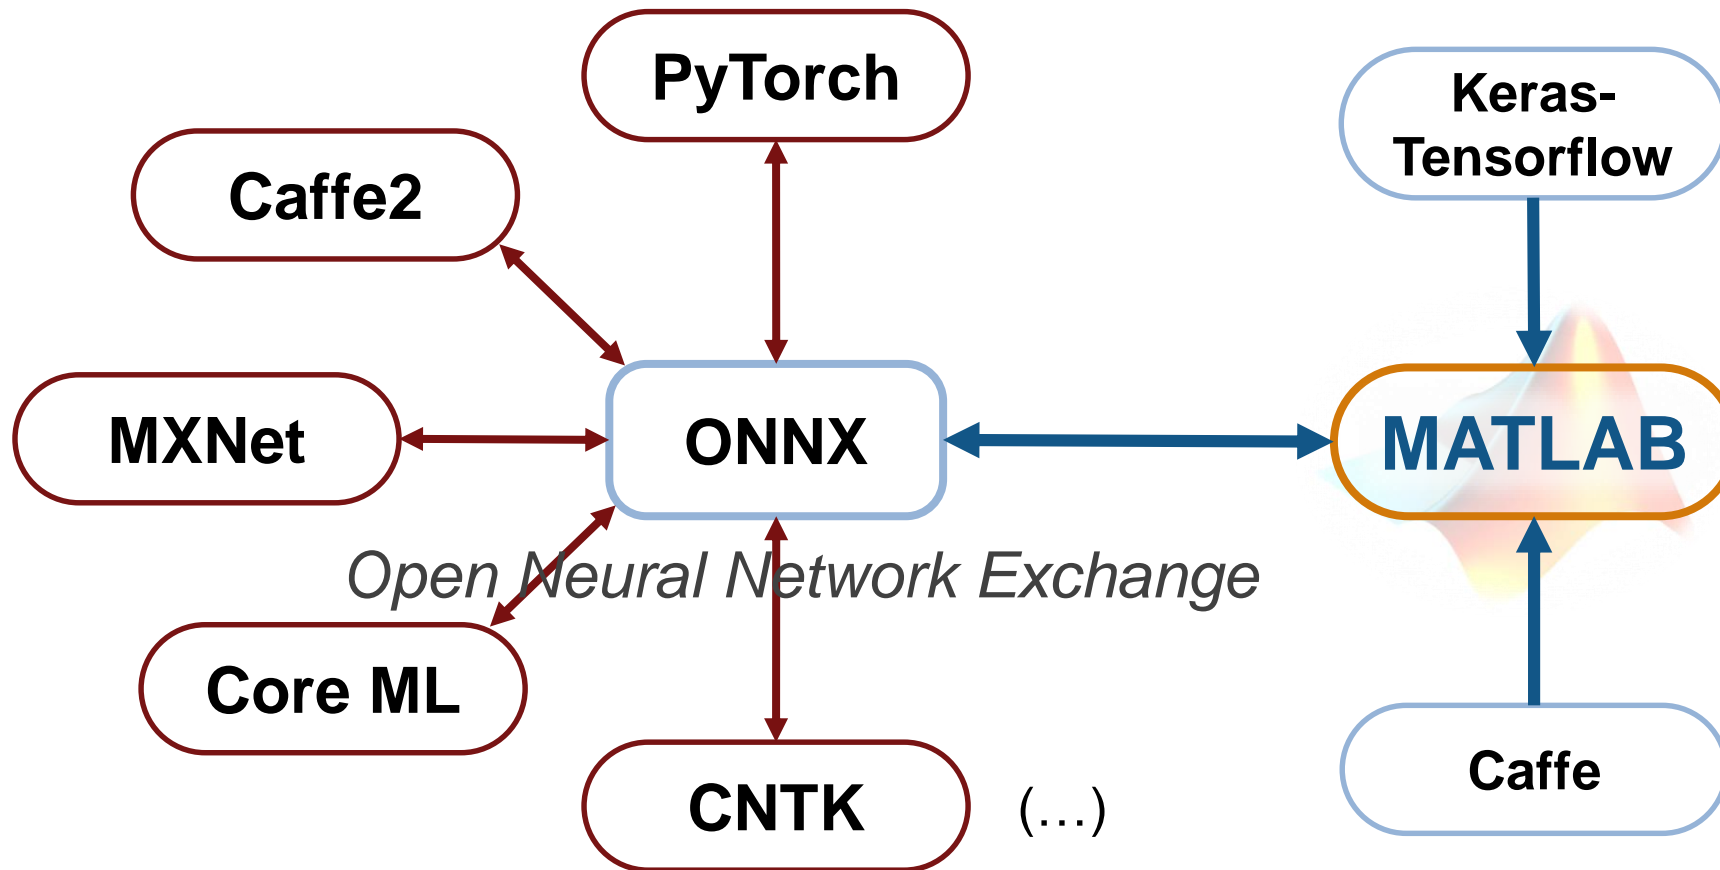 PyTorch
Keras-
Tensorflow
Caffe2
MXNet
ONNX
MATLAB
Open Neural Network Exchange
Core ML
CNTK
(...)
Caffe